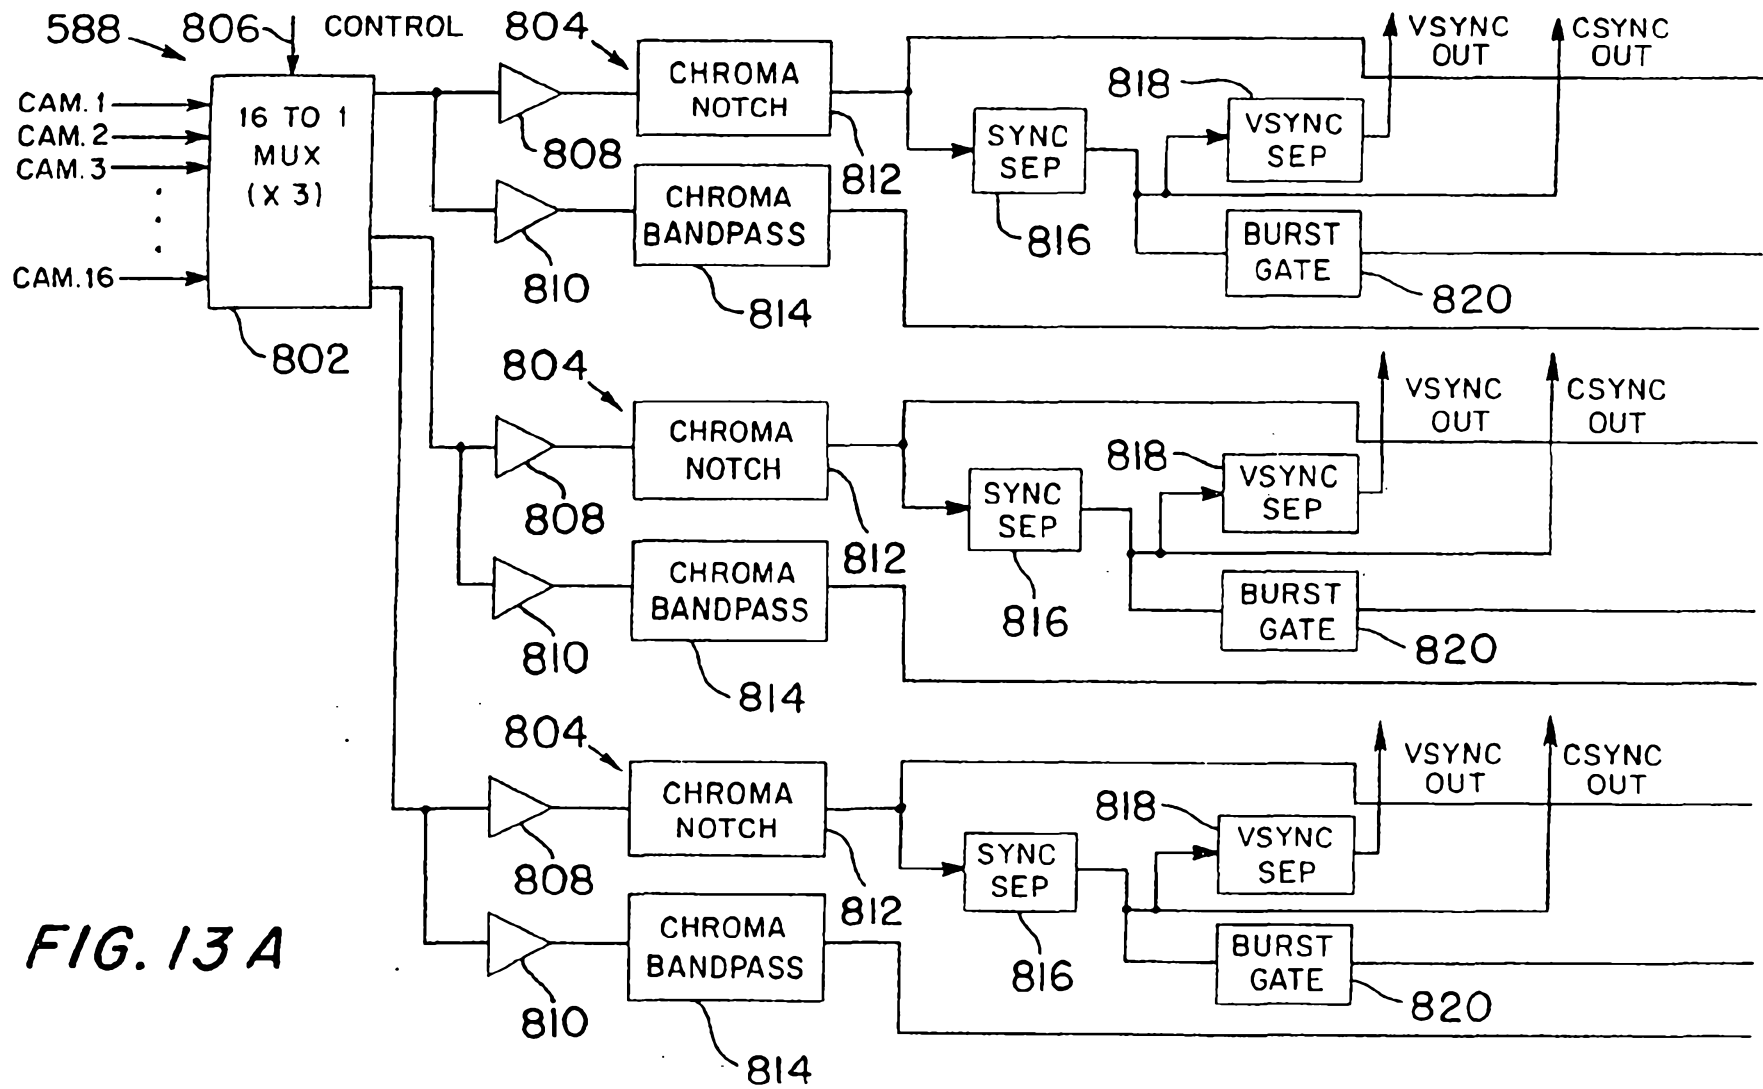 588
806
CONTROL
804
CAM. 1
CAM. 2
CAM. 3
CAM. 16
16 TO 1
MUX
(X 3)
802
808
CHROMA
NOTCH
812
810
CHROMA
BANDPASS
814
SYNC
SEP
816
818
VSYNC
SEP
VSYNC
OUT
CSYNC
OUT
BURST
GATE
820
804
808
CHROMA
NOTCH
812
810
CHROMA
BANDPASS
814
SYNC
SEP
816
818
VSYNC
SEP
VSYNC
OUT
CSYNC
OUT
BURST
GATE
820
804
808
CHROMA
NOTCH
812
810
CHROMA
BANDPASS
814
SYNC
SEP
816
818
VSYNC
SEP
VSYNC
OUT
CSYNC
OUT
BURST
GATE
820
FIG. 13 A